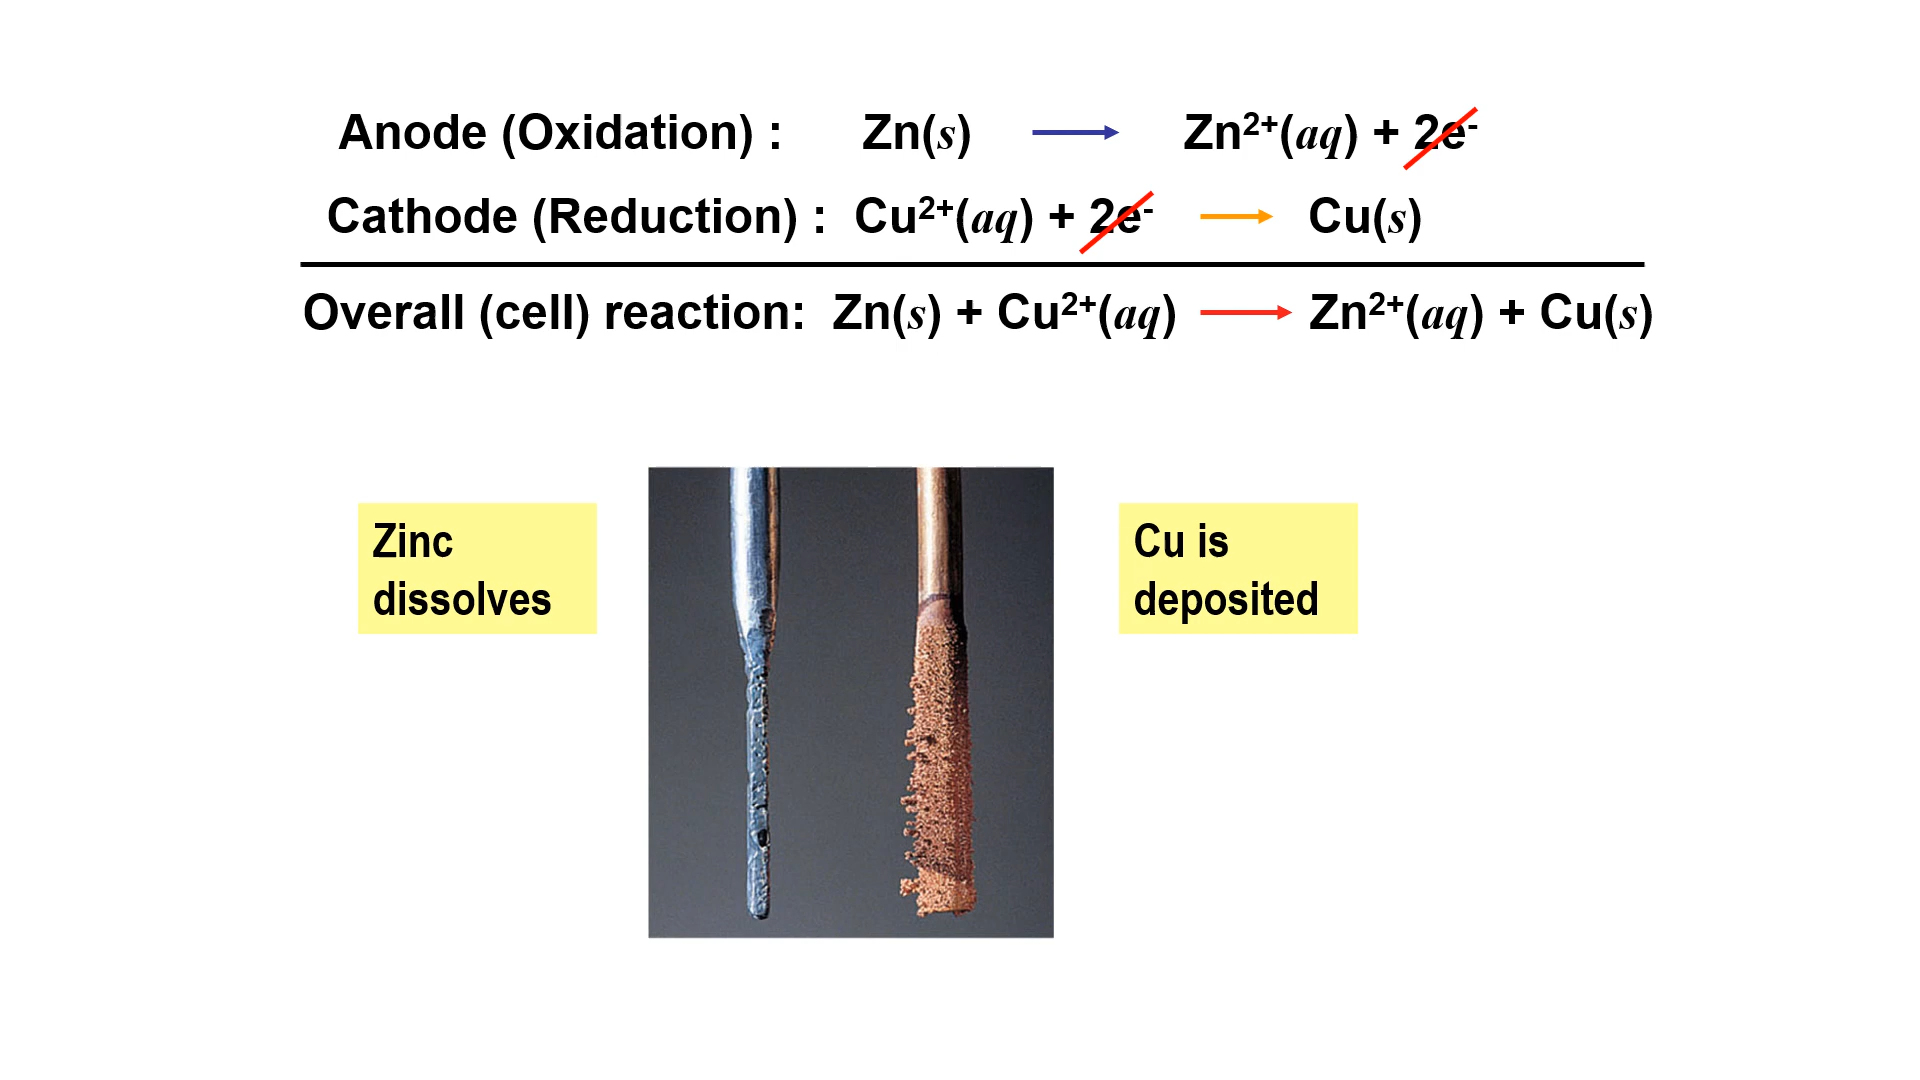 Anode (Oxidation) : Zn(s) → Zn²⁺(aq) + 2e⁻
Cathode (Reduction) : Cu²⁺(aq) + 2e⁻ → Cu(s)
Overall (cell) reaction: Zn(s) + Cu²⁺(aq) → Zn²⁺(aq) + Cu(s)
Zinc
dissolves
Cu is
deposited